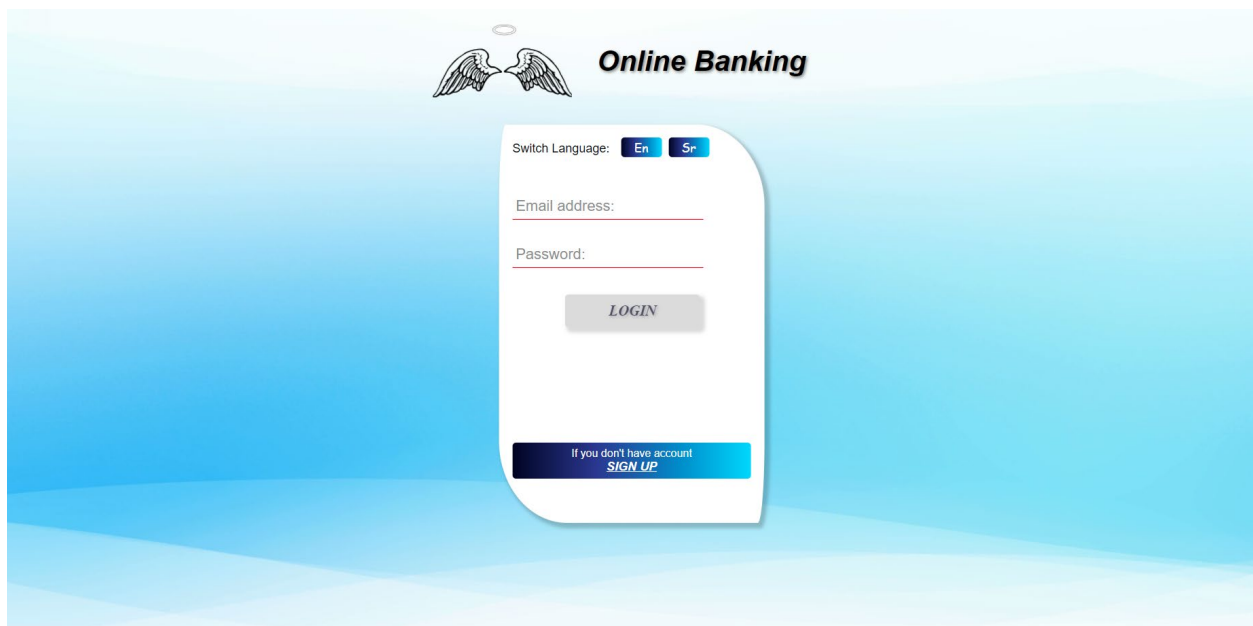 Online Banking
Switch Language: En Sr
Email address:
Password:
LOGIN
If you don't have account
SIGN UP